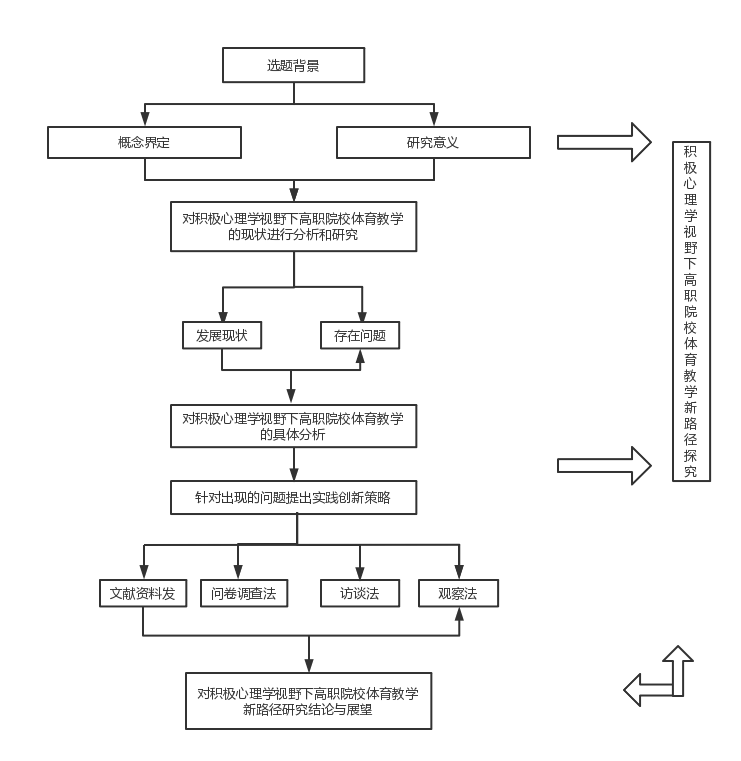 选题背景
概念界定
研究意义
对积极心理学视野下高职院校体育教学
的现状进行分析和研究
发展现状
存在问题
对积极心理学视野下高职院校体育教学
的具体分析
针对出现的问题提出实践创新策略
文献资料发
问卷调查法
访谈法
观察法
对积极心理学视野下高职院校体育教学
新路径研究结论与展望
积极心理学视野下高职院校体育教学新路径探究